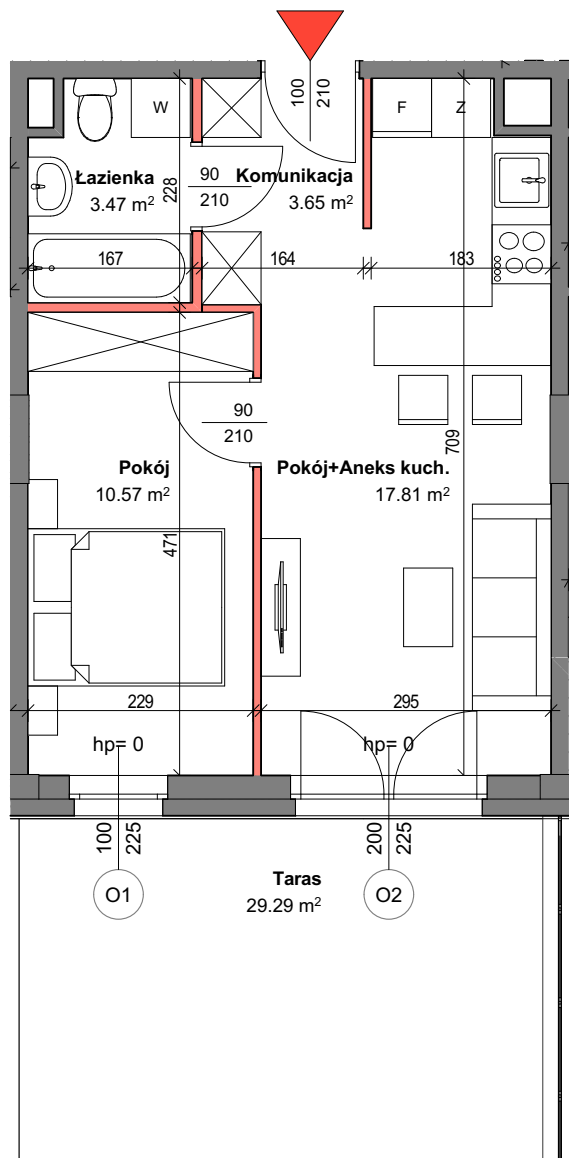 100
210
W
F
Z
Łazienka
3.47 m²
228
90
210
Komunikacja
3.65 m²
167
164
183
90
210
709
Pokój
10.57 m²
Pokój+Aneks kuch.
17.81 m²
471
229
295
hp= 0
hp= 0
100
225
200
225
Taras
29.29 m²
O1
O2